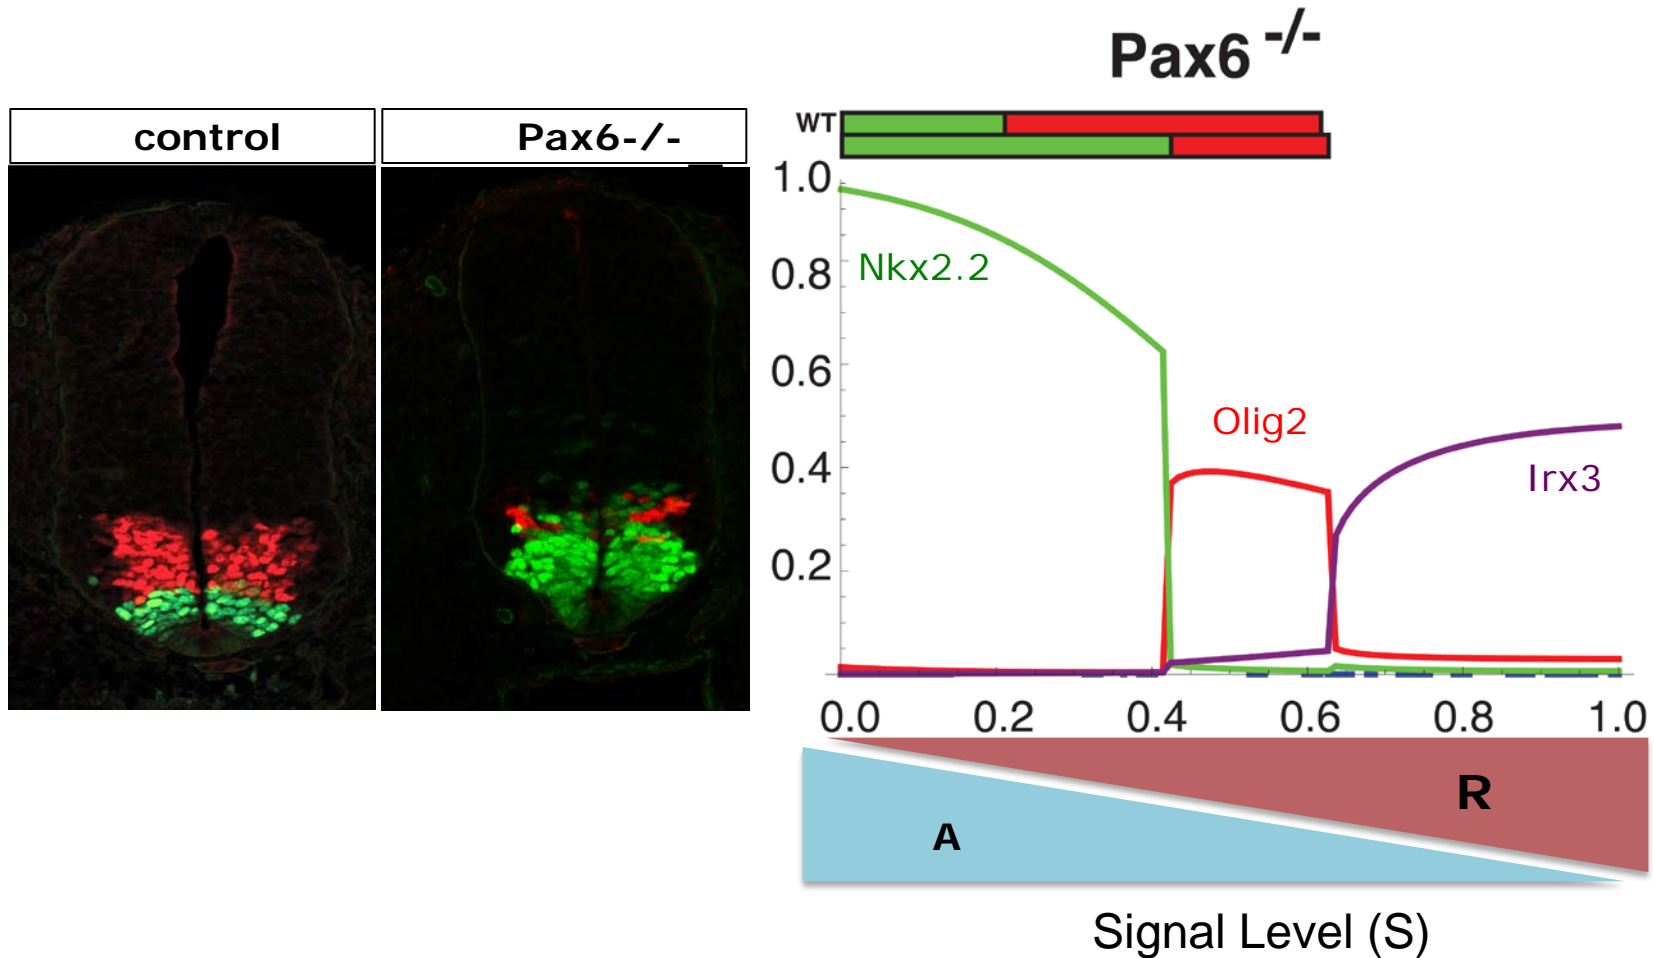 control
Pax6-/-
Pax6 -/-
WT
1.0
0.8
0.6
0.4
0.2
Nkx2.2
Olig2
Irx3
0.0 0.2 0.4 0.6 0.8 1.0
R
A
Signal Level (S)